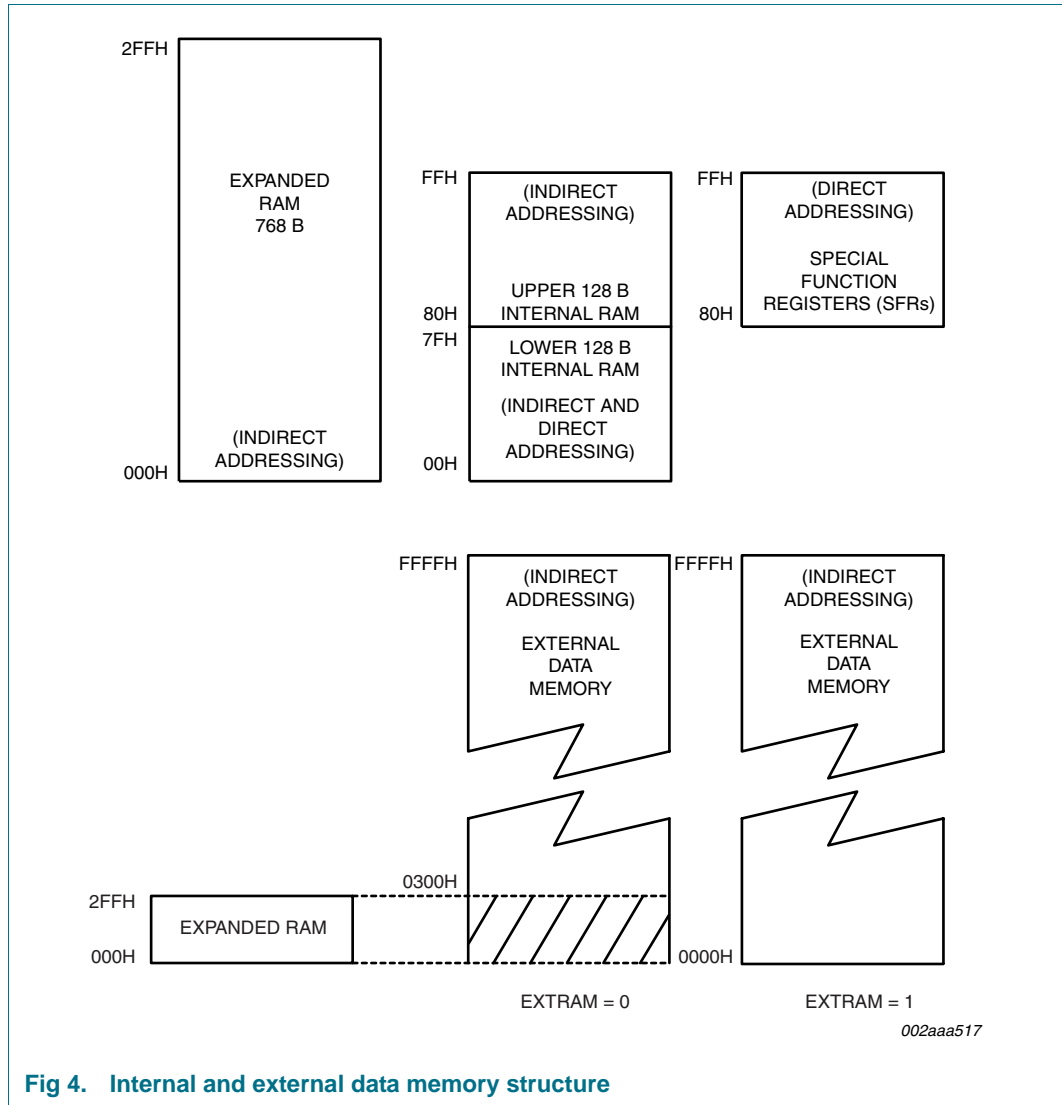 2FFH
EXPANDED
RAM
768 B
(INDIRECT
ADDRESSING)
000H
FFH
(INDIRECT
ADDRESSING)
UPPER 128 B
INTERNAL RAM
80H
7FH
LOWER 128 B
INTERNAL RAM
(INDIRECT AND
DIRECT
ADDRESSING)
00H
FFH
(DIRECT
ADDRESSING)
SPECIAL
FUNCTION
REGISTERS (SFRs)
80H
FFFFH
(INDIRECT
ADDRESSING)
EXTERNAL
DATA
MEMORY
FFFFH
(INDIRECT
ADDRESSING)
EXTERNAL
DATA
MEMORY
2FFH
EXPANDED RAM
000H
0300H
0000H
EXTRAM = 0
EXTRAM = 1
002aaa517
Fig 4. Internal and external data memory structure